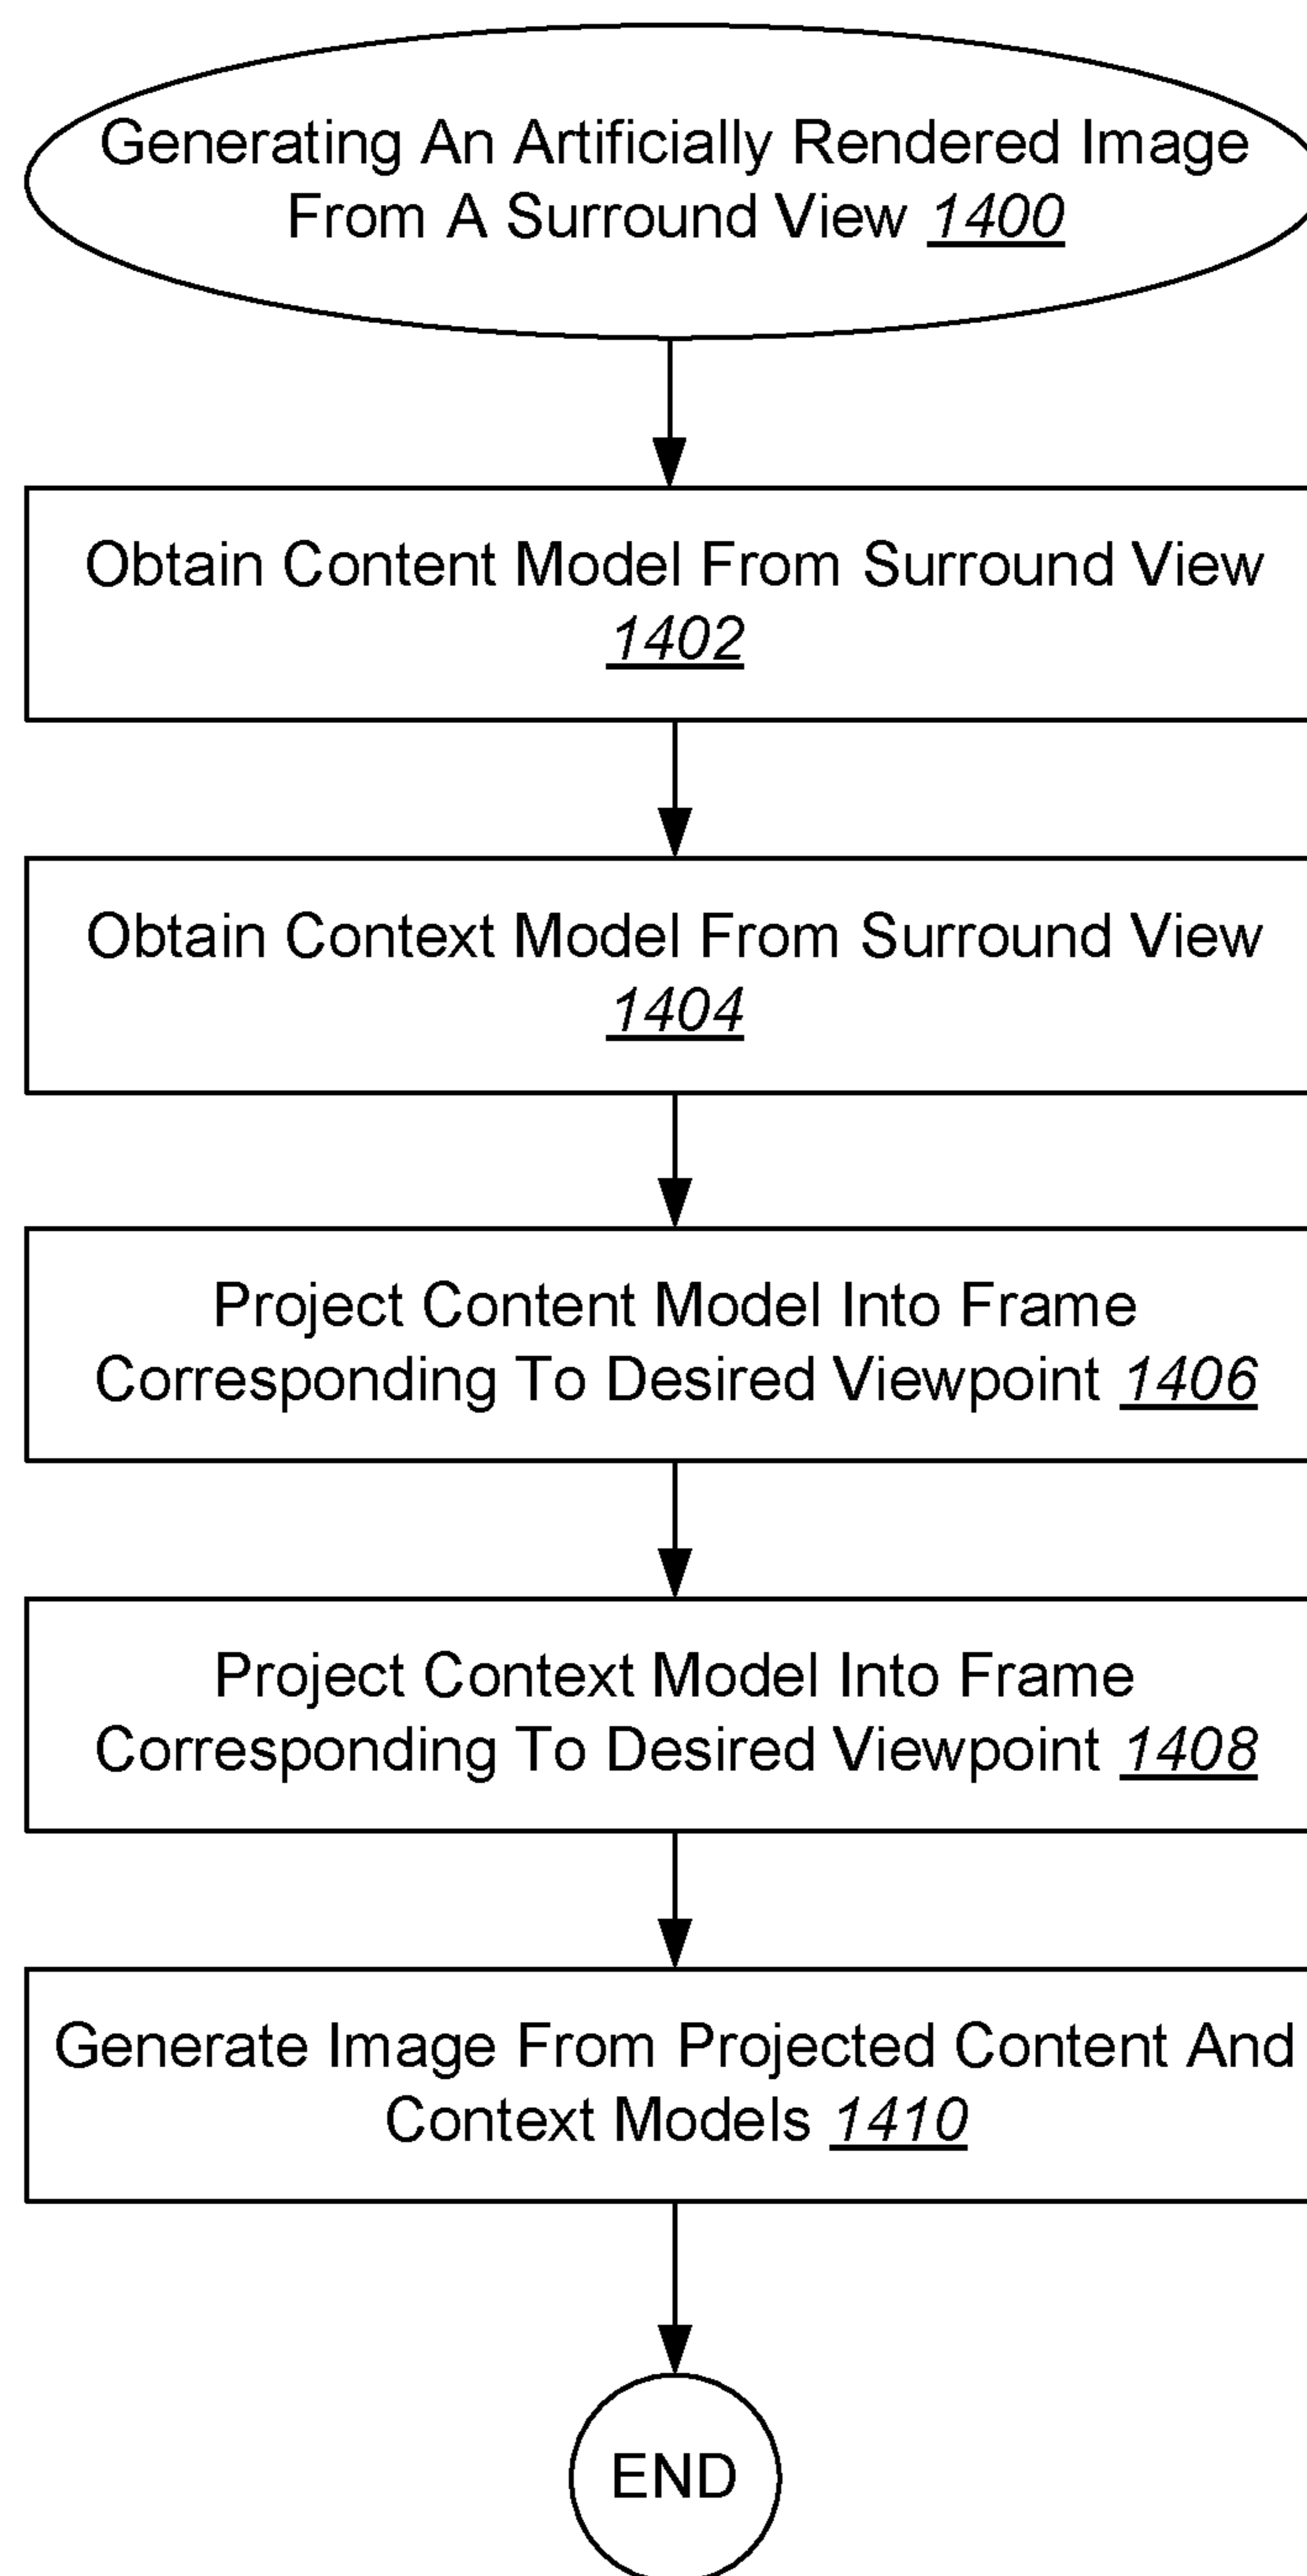 Generating An Artificially Rendered Image
From A Surround View 1400
Obtain Content Model From Surround View
1402
Obtain Context Model From Surround View
1404
Project Content Model Into Frame
Corresponding To Desired Viewpoint 1406
Project Context Model Into Frame
Corresponding To Desired Viewpoint 1408
Generate Image From Projected Content And
Context Models 1410
END